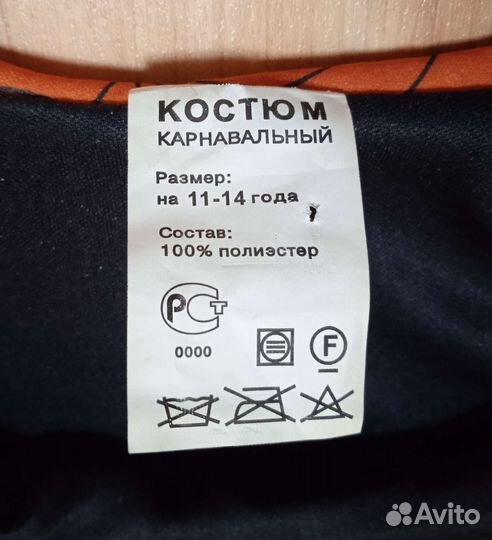 КОСТЮМ
КАРНАВАЛЬНЫЙ
Размер:
на 11-14 года
Состав:
100% полиэстер
РСТ
0000
F
Avito